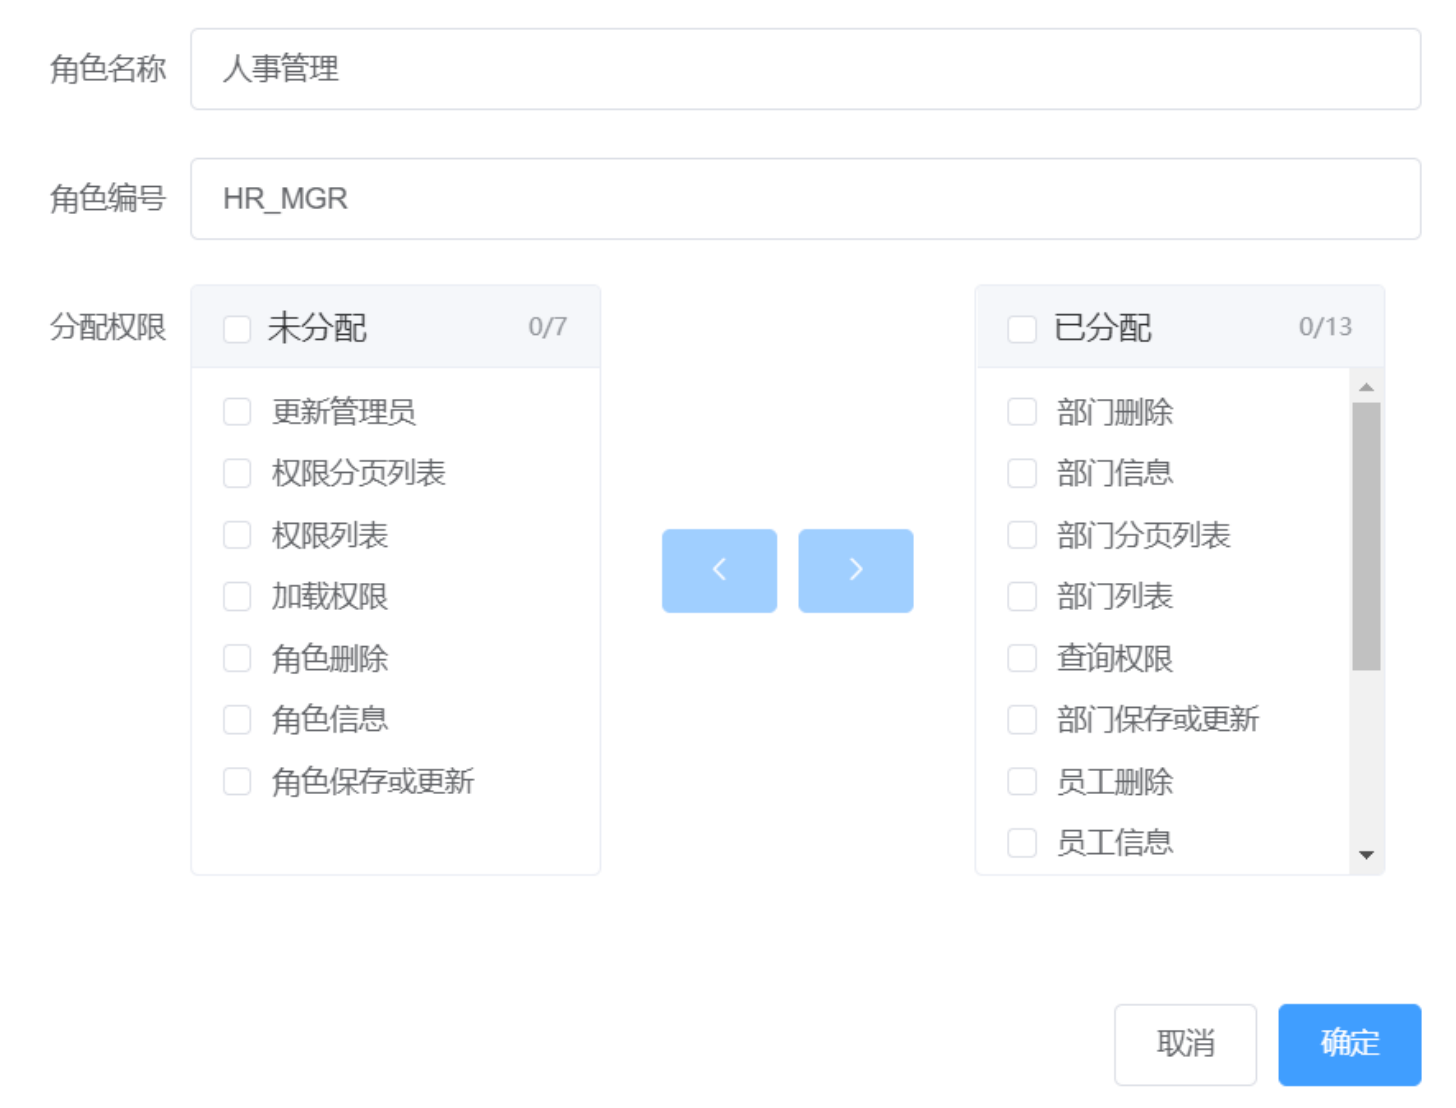 角色名称 人事管理
角色编号 HR_MGR
分配权限
未分配 0/7
更新管理员
权限分页列表
权限列表
加载权限
角色删除
角色信息
角色保存或更新
已分配 0/13
部门删除
部门信息
部门分页列表
部门列表
查询权限
部门保存或更新
员工删除
员工信息
取消 确定